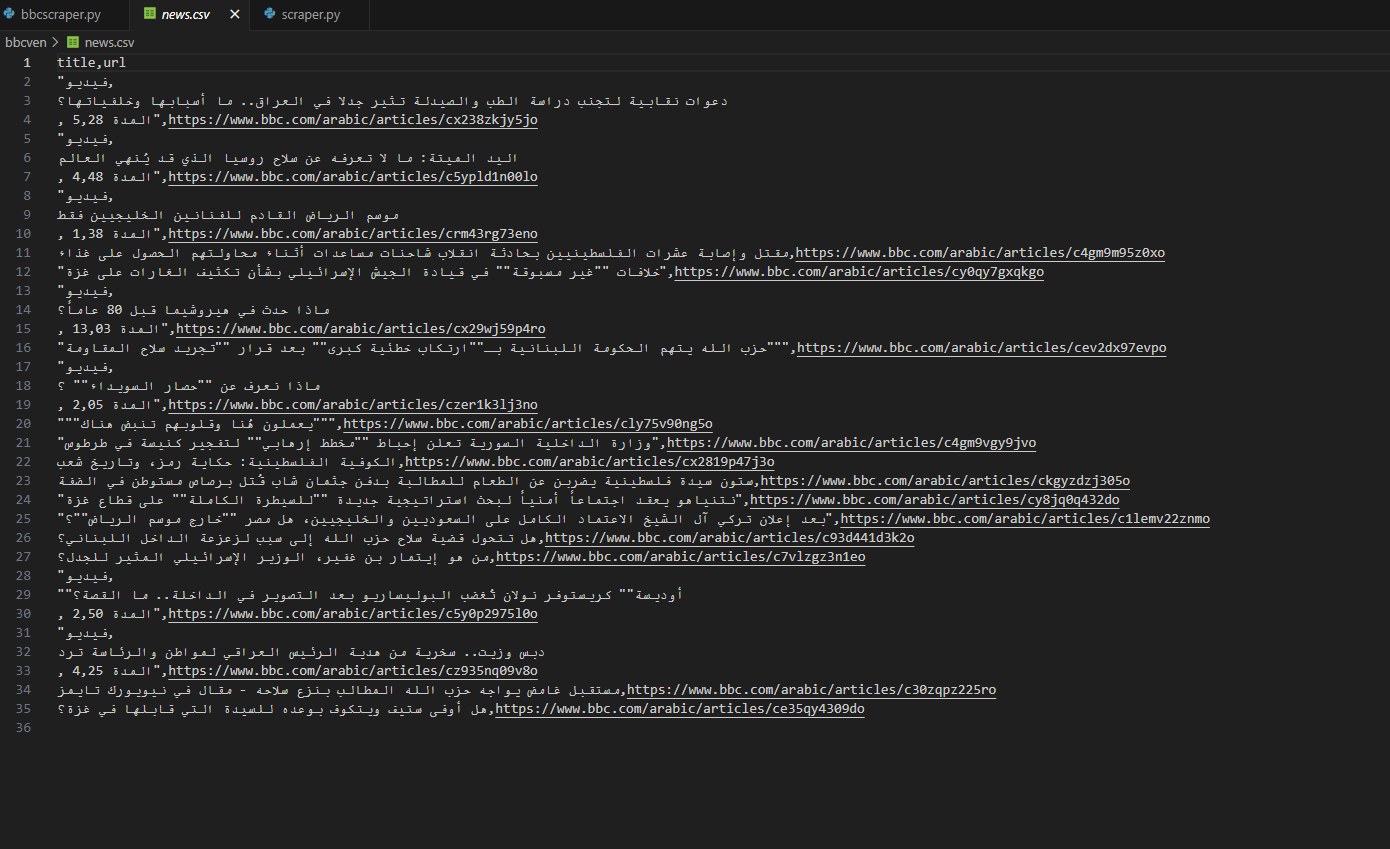 bbcscraper.py
news.csv
scraper.py
bbcven > news.csv
1 title,url
2 "فيديو,
3 دعوات نقابية لتجنب دراسة الطب والصيدلة تثير جدلا في العراق.. ما أسبابها وخلفياتها؟
4 , المدة 5,28",https://www.bbc.com/arabic/articles/cx238zkjy5jo
5 "فيديو,
6 اليد الميتة: ما لا تعرفه عن سلاح روسيا الذي قد يُنهي العالم
7 , المدة 4,48",https://www.bbc.com/arabic/articles/c5ypld1n00lo
8 "فيديو,
9 موسم الرياض القادم للفنانين الخليجيين فقط
10 , المدة 1,38",https://www.bbc.com/arabic/articles/crm43rg73eno
11 مقتل وإصابة عشرات الفلسطينيين بحادثة انقلاب شاحنات مساعدات أثناء محاولتهم الحصول على غذاء,https://www.bbc.com/arabic/articles/c4gm9m95z0xo
12 "خلافات ""غير مسبوقة"" في قيادة الجيش الإسرائيلي بشأن تكثيف الغارات على غزة",https://www.bbc.com/arabic/articles/cy0qy7gxqkgo
13 "فيديو,
14 ماذا حدث في هيروشيما قبل 80 عاماً؟
15 , المدة 13,03",https://www.bbc.com/arabic/articles/cx29wj59p4ro
16 "حزب الله يتهم الحكومة اللبنانية بـ""ارتكاب خطئية كبرى"" بعد قرار ""تجريد سلاح المقاومة""",https://www.bbc.com/arabic/articles/cev2dx97evpo
17 "فيديو,
18 ماذا نعرف عن ""حصار السويداء"" ؟
19 , المدة 2,05",https://www.bbc.com/arabic/articles/czer1k3lj3no
20 """يعملون هُنا وقلوبهم تنبض هناك""",https://www.bbc.com/arabic/articles/cly75v90ng5o
21 "وزارة الداخلية السورية تعلن إحباط ""مخطط إرهابي"" لتفجير كنيسة في طرطوس",https://www.bbc.com/arabic/articles/c4gm9vgy9jvo
22 الكوفية الفلسطينية: حكاية رمز، وتاريخ شعب,https://www.bbc.com/arabic/articles/cx2819p47j3o
23 ستون سيدة فلسطينية يضربن عن الطعام للمطالبة بدفن جثمان شاب قُتل برصاص مستوطن في الضفة,https://www.bbc.com/arabic/articles/ckgyzdzj305o
24 "نتنياهو يعقد اجتماعاً أمنياً لبحث استراتيجية جديدة ""للسيطرة الكاملة"" على قطاع غزة",https://www.bbc.com/arabic/articles/cy8jq0q432do
25 "بعد إعلان تركي آل الشيخ الاعتماد الكامل على السعوديين والخليجيين، هل مصر ""خارج موسم الرياض""؟",https://www.bbc.com/arabic/articles/c1lemv22znmo
26 هل تتحول قضية سلاح حزب الله إلى سبب لزعزعة الداخل اللبناني؟,https://www.bbc.com/arabic/articles/c93d441d3k2o
27 من هو إيتمار بن غفير، الوزير الإسرائيلي المثير للجدل؟,https://www.bbc.com/arabic/articles/c7vlzgz3n1eo
28 "فيديو,
29 ""أوديسة"" كريستوفر نولان تُغضب البوليساريو بعد التصوير في الداخلة.. ما القصة؟
30 , المدة 2,50",https://www.bbc.com/arabic/articles/c5y0p2975l0o
31 "فيديو,
32 دبس وزيت.. سخرية من هدية الرئيس العراقي لمواطن والرئاسة ترد
33 , المدة 4,25",https://www.bbc.com/arabic/articles/cz935nq09v8o
34 مستقبل غامض يواجه حزب الله المطالب بنزع سلاحه - مقال في نيويورك تايمز,https://www.bbc.com/arabic/articles/c30zqpz225ro
35 هل أوفى ستيف ويتكوف بوعده للسيدة التي قابلها في غزة؟,https://www.bbc.com/arabic/articles/ce35qy4309do
36